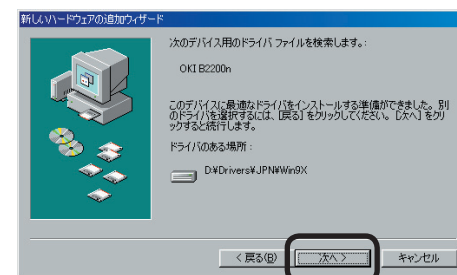 新しいハードウェアの追加ウィザード
次のデバイス用のドライバ ファイルを検索します。:
OKI B2200n
このデバイスに最適なドライバをインストールする準備ができました。別
のドライバを選択するには、[戻る] をクリックしてください。[次へ] をクリ
ックすると続行します。
ドライバのある場所 :
D:¥Drivers¥JPN¥Win9X
< 戻る(B)
次へ >
キャンセル